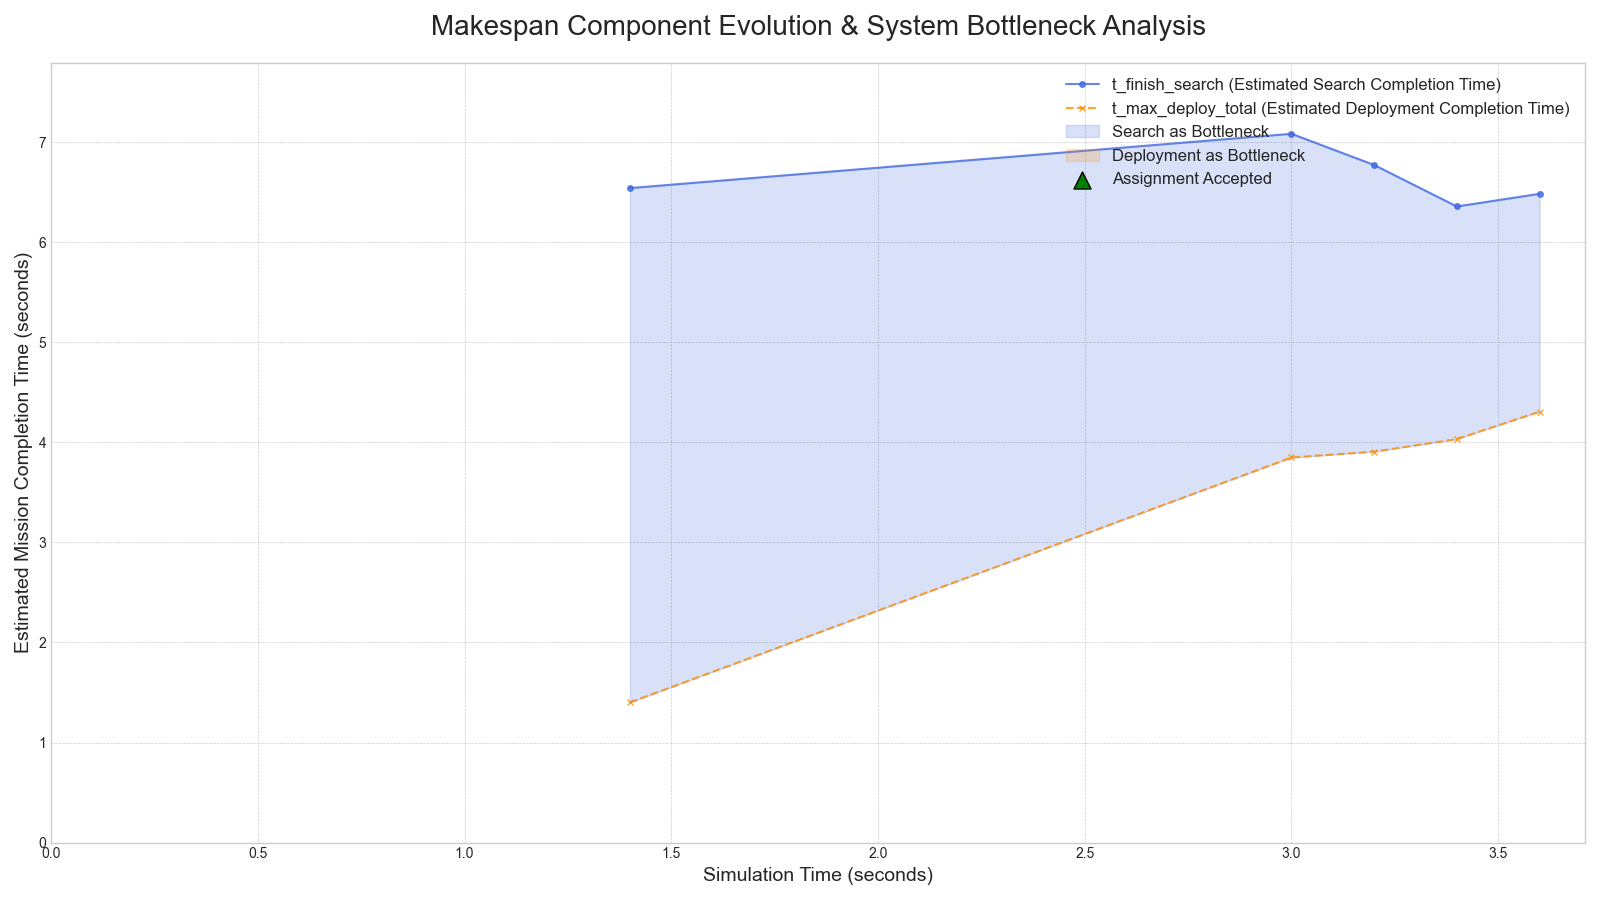 Makespan Component Evolution & System Bottleneck Analysis
t_finish_search (Estimated Search Completion Time)
t_max_deploy_total (Estimated Deployment Completion Time)
Search as Bottleneck
Deployment as Bottleneck
Assignment Accepted
Estimated Mission Completion Time (seconds)
7
6
5
4
3
2
1
0
0.0 0.5 1.0 1.5 2.0 2.5 3.0 3.5
Simulation Time (seconds)